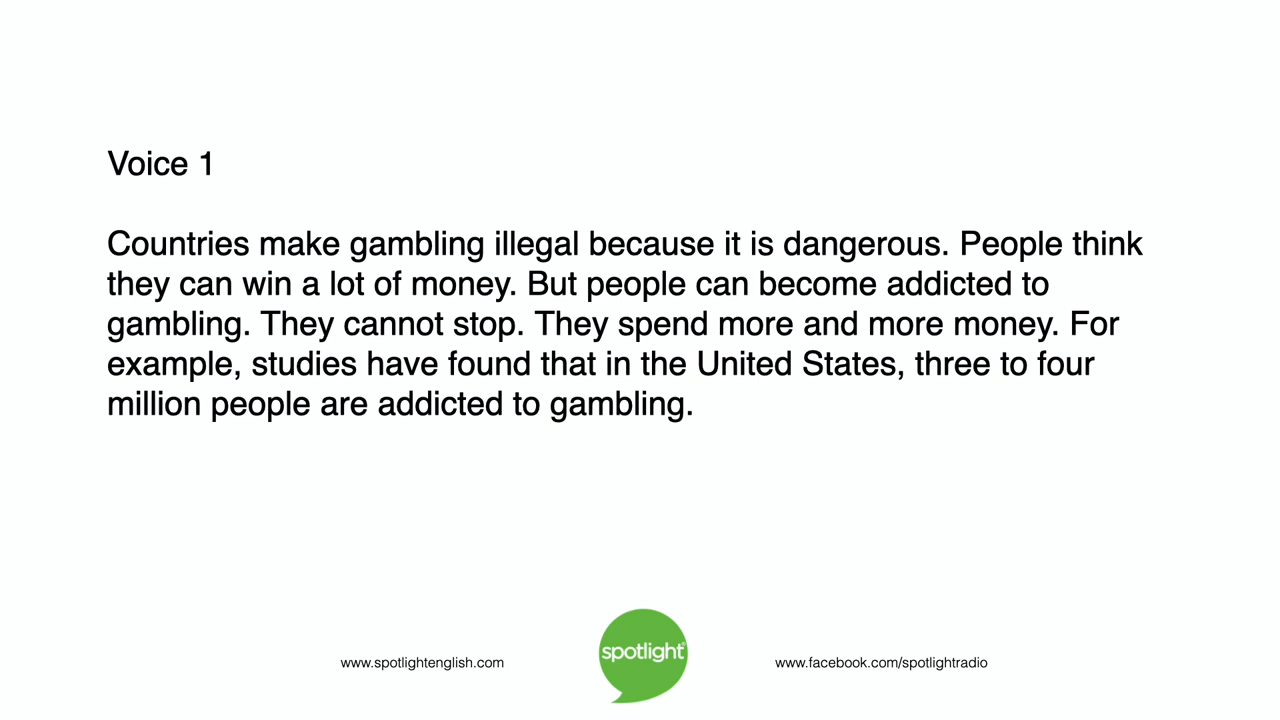 Voice 1
Countries make gambling illegal because it is dangerous. People think
they can win a lot of money. But people can become addicted to
gambling. They cannot stop. They spend more and more money. For
example, studies have found that in the United States, three to four
million people are addicted to gambling.
www.spotlightenglish.com
spotlight®
www.facebook.com/spotlightradio